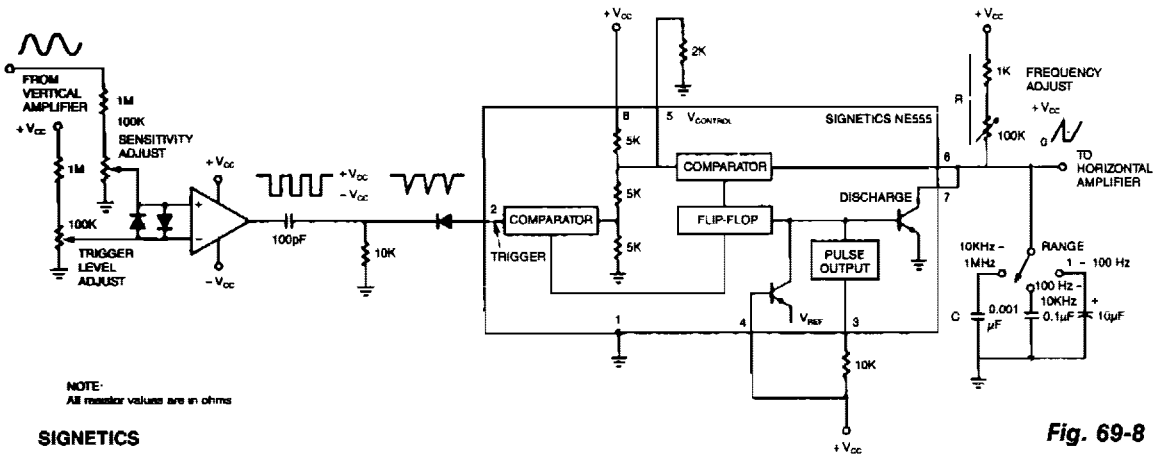 FROM
VERTICAL
AMPLIFIER
+ Vcc
1M
100K
SENSITIVITY
ADJUST
1M
100K
TRIGGER
LEVEL
ADJUST
+ Vcc
+
−
− Vcc
100pF
+ Vcc
− Vcc
10K
+ Vcc
2K
8
5
VCONTROL
SIGNETICS NE555
5K
5K
5K
2
COMPARATOR
TRIGGER
COMPARATOR
FLIP-FLOP
DISCHARGE
6
7
PULSE
OUTPUT
VREF
1
4
3
10K
+ Vcc
+ Vcc
1K
R
FREQUENCY
ADJUST
100K
+ Vcc
0
TO
HORIZONTAL
AMPLIFIER
10KHz -
1MHz
RANGE
1 - 100 Hz
100 Hz -
10KHz
C
0.001
µF
0.1µF
+
10µF
NOTE:
All resistor values are in ohms
SIGNETICS
Fig. 69-8